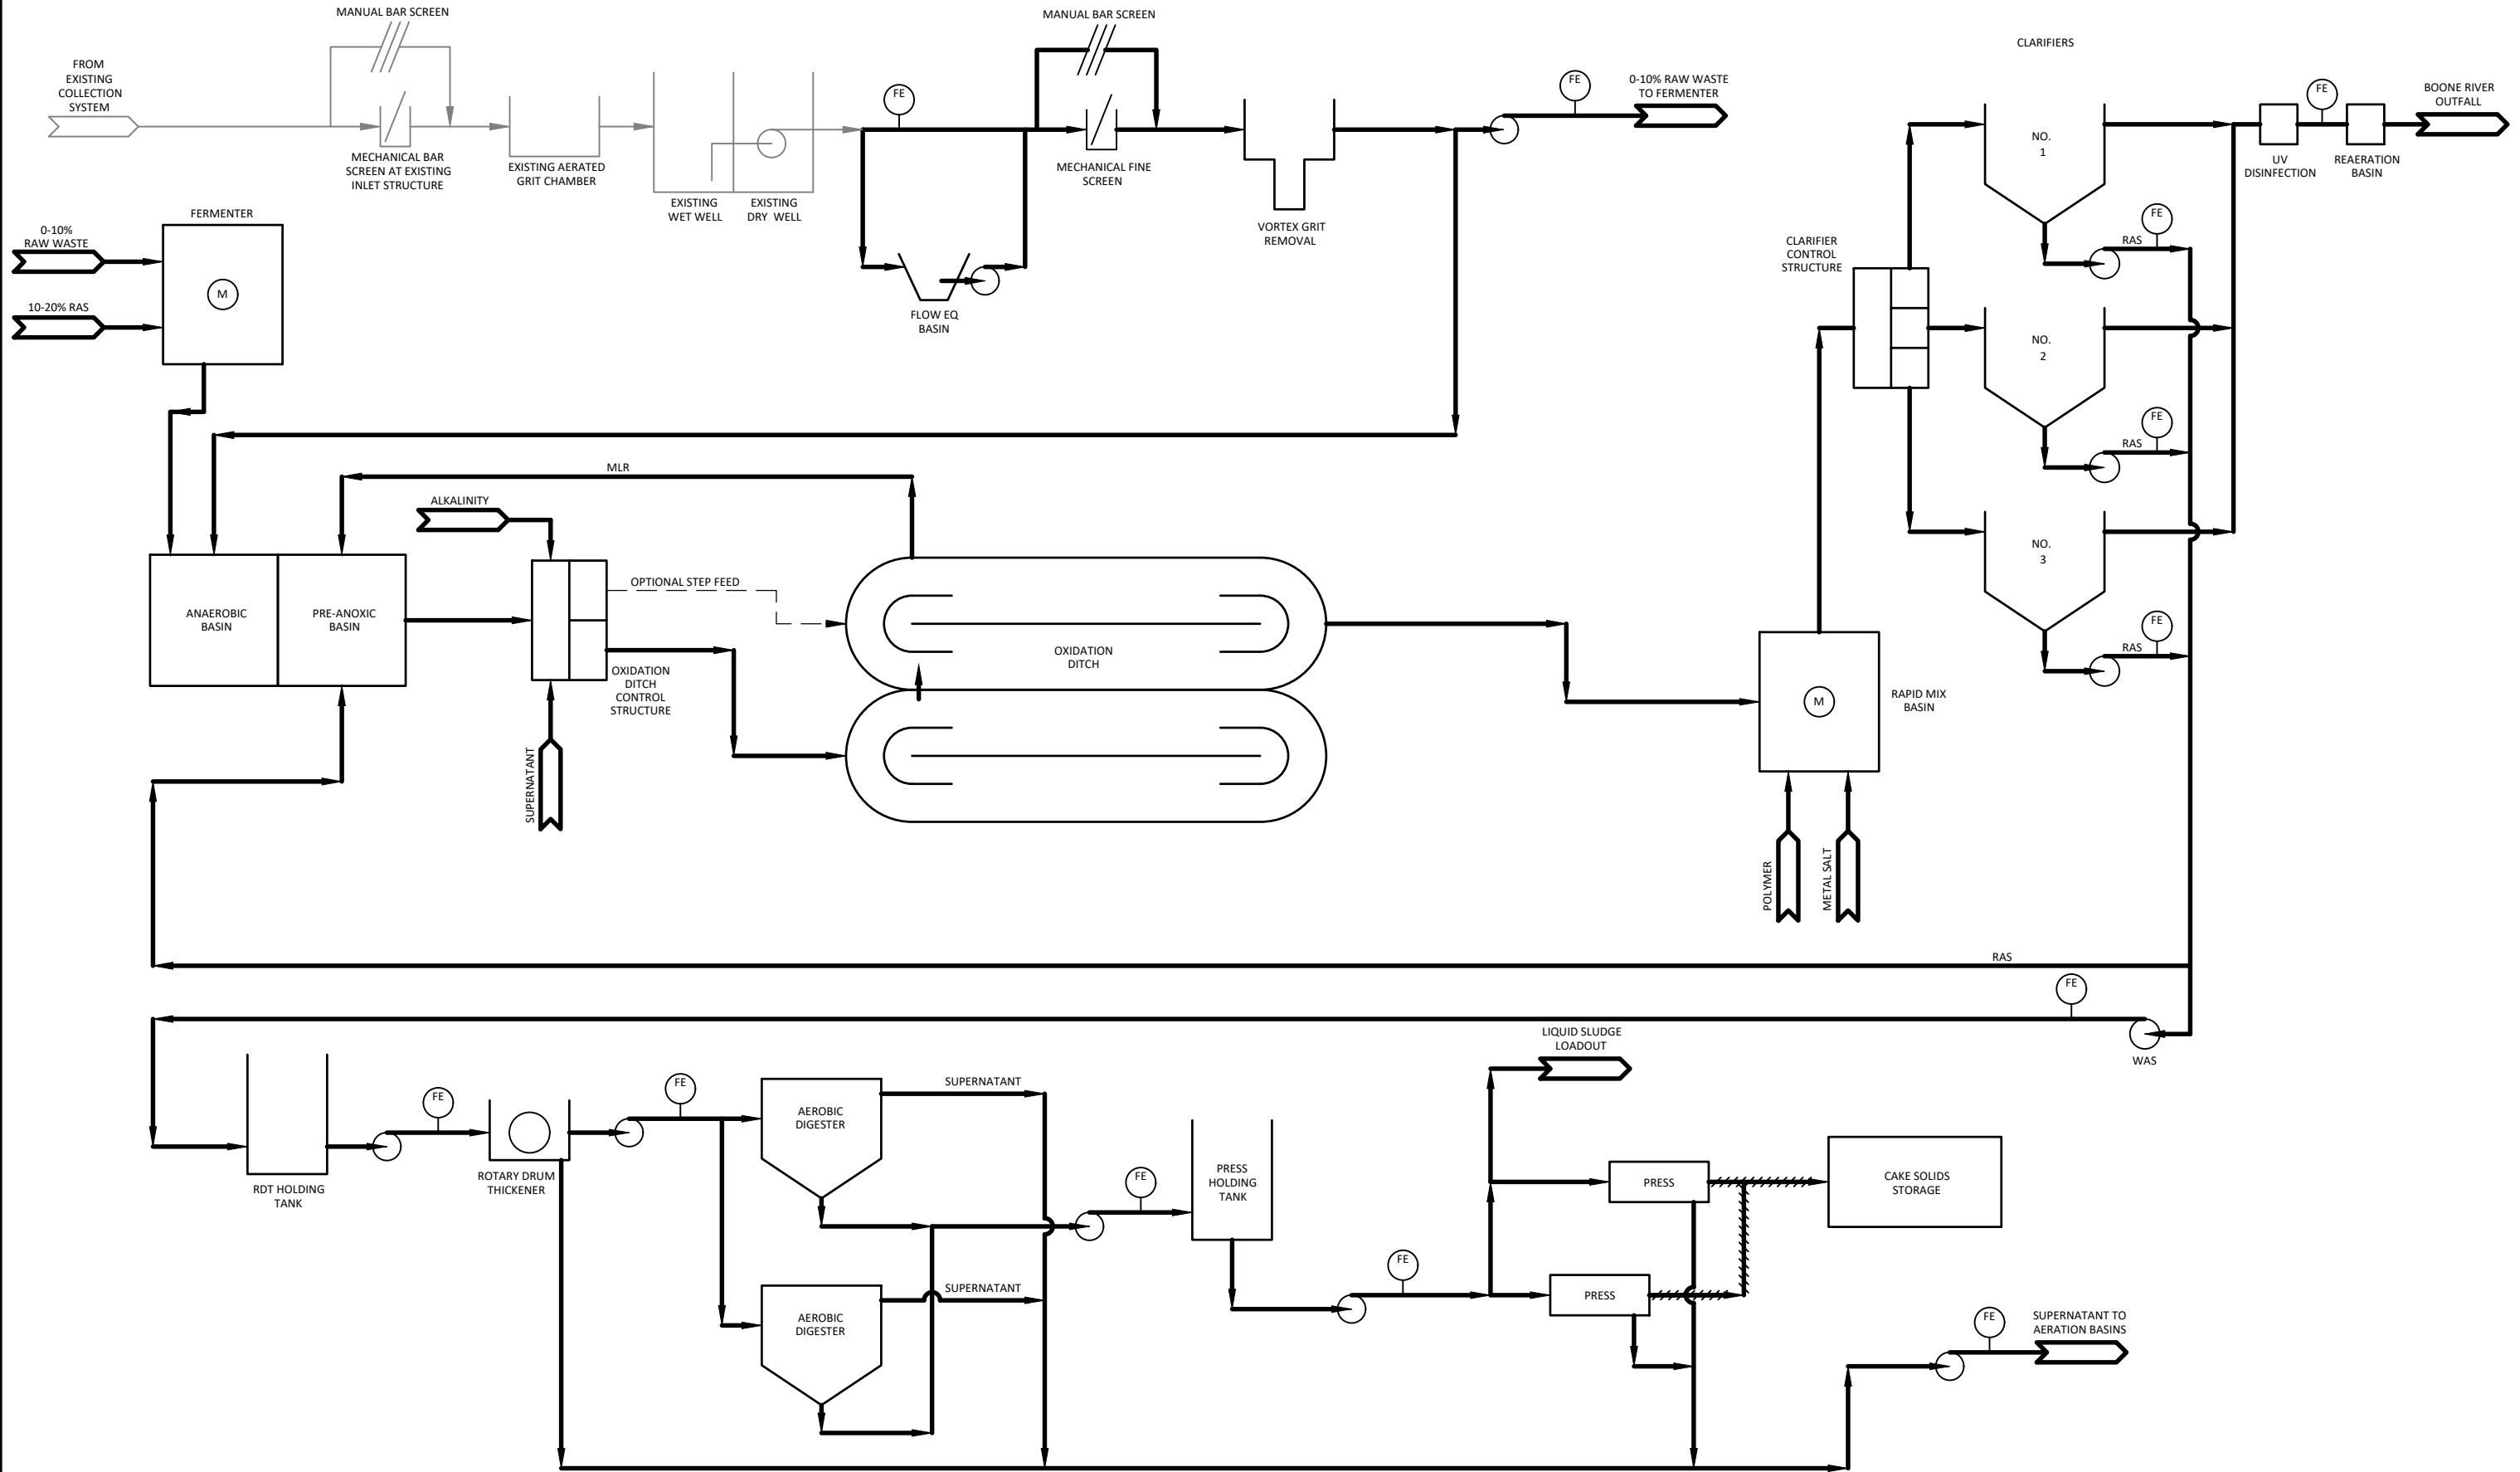 MANUAL BAR SCREEN
FROM
EXISTING
COLLECTION
SYSTEM
MECHANICAL BAR
SCREEN AT EXISTING
INLET STRUCTURE
EXISTING AERATED
GRIT CHAMBER
EXISTING
WET WELL
EXISTING
DRY WELL
FE
MANUAL BAR SCREEN
MECHANICAL FINE
SCREEN
FLOW EQ
BASIN
VORTEX GRIT
REMOVAL
FE
0-10% RAW WASTE
TO FERMENTER
CLARIFIERS
NO.
1
FE
RAS
CLARIFIER
CONTROL
STRUCTURE
NO.
2
FE
RAS
NO.
3
FE
RAS
UV
DISINFECTION
FE
REAERATION
BASIN
BOONE RIVER
OUTFALL
FERMENTER
0-10%
RAW WASTE
10-20% RAS
M
MLR
ALKALINITY
ANAEROBIC
BASIN
PRE-ANOXIC
BASIN
OPTIONAL STEP FEED
OXIDATION
DITCH
CONTROL
STRUCTURE
SUPERNATANT
OXIDATION
DITCH
M
RAPID MIX
BASIN
POLYMER
METAL SALT
RAS
FE
WAS
RDT HOLDING
TANK
FE
ROTARY DRUM
THICKENER
FE
AEROBIC
DIGESTER
SUPERNATANT
AEROBIC
DIGESTER
SUPERNATANT
FE
PRESS
HOLDING
TANK
FE
LIQUID SLUDGE
LOADOUT
PRESS
PRESS
CAKE SOLIDS
STORAGE
FE
SUPERNATANT TO
AERATION BASINS